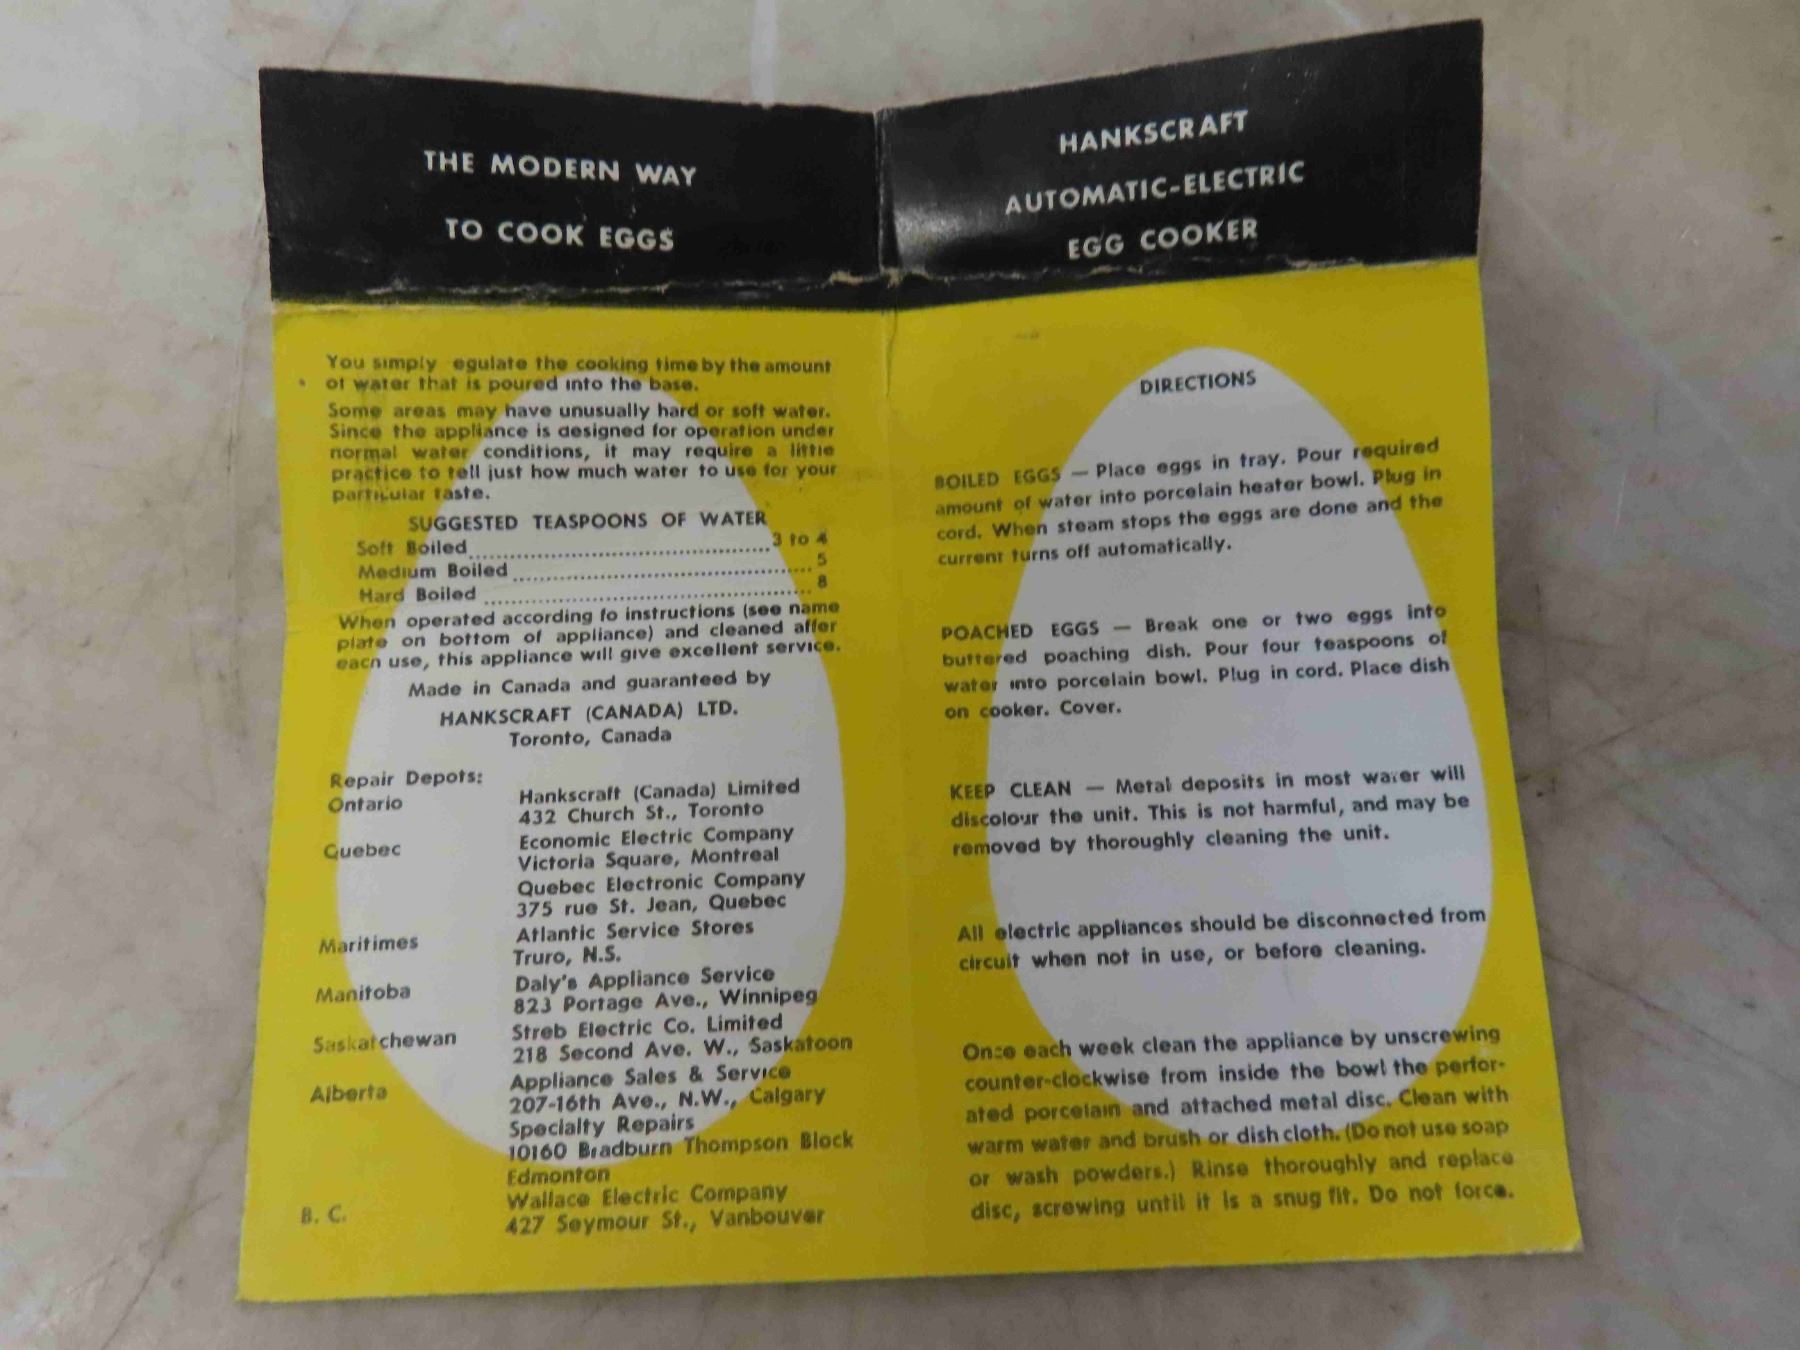 THE MODERN WAY
TO COOK EGGS
You simply egulate the cooking time by the amount
of water that is poured into the base.
Some areas may have unusually hard or soft water.
Since the appliance is designed for operation under
normal water conditions, it may require a little
practice to tell just how much water to use for your
particular taste.
SUGGESTED TEASPOONS OF WATER
Soft Boiled 3 to 4
Medium Boiled 5
Hard Boiled 8
When operated according to instructions (see name
plate on bottom of appliance) and cleaned after
each use, this appliance will give excellent service.
Made in Canada and guaranteed by
HANKSCRAFT (CANADA) LTD.
Toronto, Canada
Repair Depots:
Ontario Hankscraft (Canada) Limited
432 Church St., Toronto
Quebec Economic Electric Company
Victoria Square, Montreal
Quebec Electronic Company
375 rue St. Jean, Quebec
Maritimes Atlantic Service Stores
Truro, N.S.
Manitoba Daly's Appliance Service
823 Portage Ave., Winnipeg
Saskatchewan Streb Electric Co. Limited
218 Second Ave. W., Saskatoon
Alberta Appliance Sales & Service
207-16th Ave., N.W., Calgary
Specialty Repairs
10160 Bradburn Thompson Block
Edmonton
B. C. Wallace Electric Company
427 Seymour St., Vanbouver
HANKSCRAFT
AUTOMATIC-ELECTRIC
EGG COOKER
DIRECTIONS
BOILED EGGS — Place eggs in tray. Pour required
amount of water into porcelain heater bowl. Plug in
cord. When steam stops the eggs are done and the
current turns off automatically.
POACHED EGGS — Break one or two eggs into
buttered poaching dish. Pour four teaspoons of
water into porcelain bowl. Plug in cord. Place dish
on cooker. Cover.
KEEP CLEAN — Metal deposits in most water will
discolour the unit. This is not harmful, and may be
removed by thoroughly cleaning the unit.
All electric appliances should be disconnected from
circuit when not in use, or before cleaning.
Once each week clean the appliance by unscrewing
counter-clockwise from inside the bowl the perfor-
ated porcelain and attached metal disc. Clean with
warm water and brush or dish cloth. (Do not use soap
or wash powders.) Rinse thoroughly and replace
disc, screwing until it is a snug fit. Do not force.